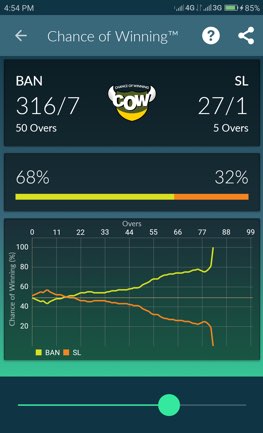 4:54 PM 4G 3G 85%
Chance of Winning™ ?
BAN SL
316/7 27/1
CHANCE OF WINNING
COW
50 Overs 5 Overs
68% 32%
Overs
0 11 22 33 44 55 66 77 88 99
Chance of Winning (%)
100
80
60
40
20
BAN SL